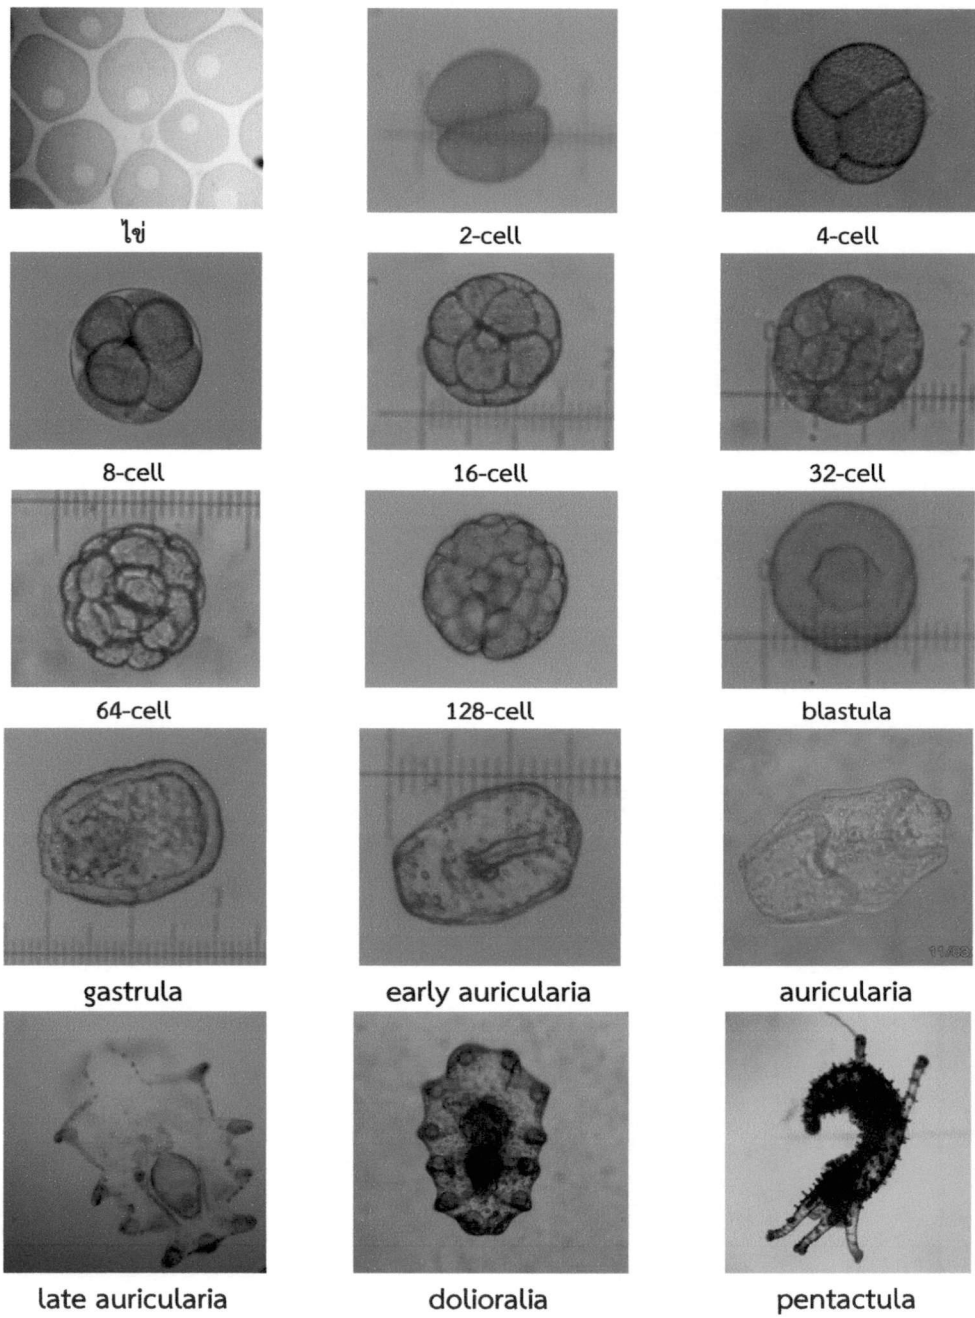 ไข่
2-cell
4-cell
8-cell
16-cell
32-cell
64-cell
128-cell
blastula
gastrula
early auricularia
auricularia
late auricularia
dolioralia
pentactula